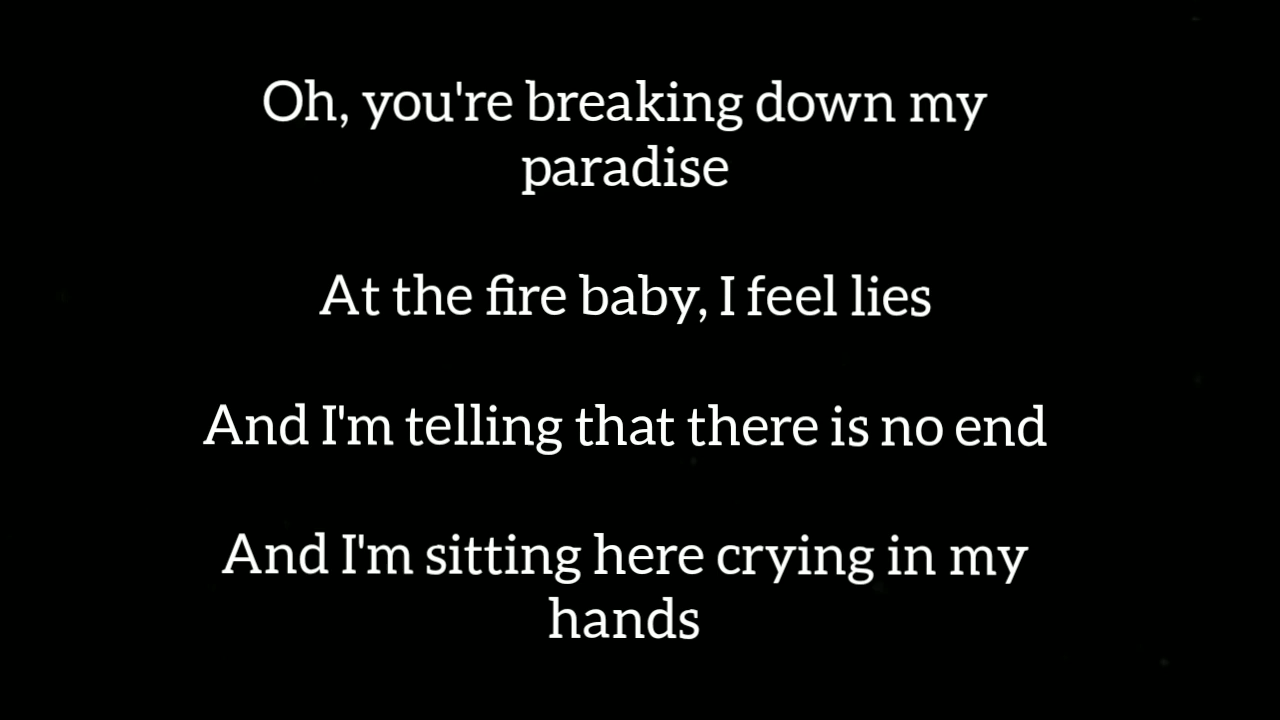 Oh, you're breaking down my
paradise
At the fire baby, I feel lies
And I'm telling that there is no end
And I'm sitting here crying in my
hands